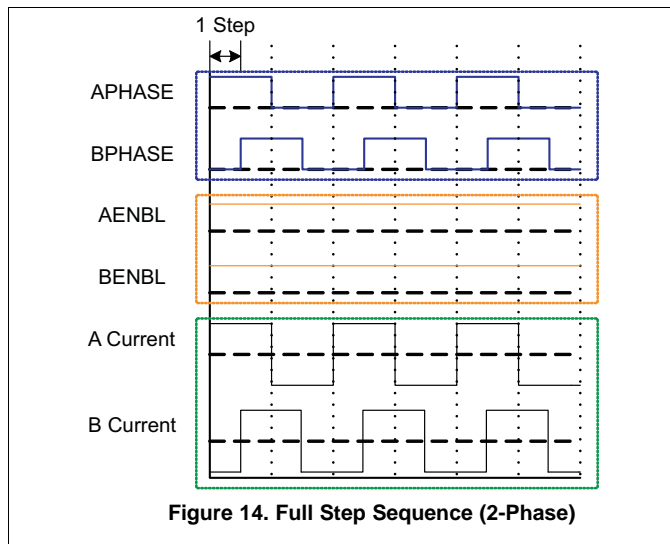 1 Step
APHASE
BPHASE
AENBL
BENBL
A Current
B Current
Figure 14. Full Step Sequence (2-Phase)